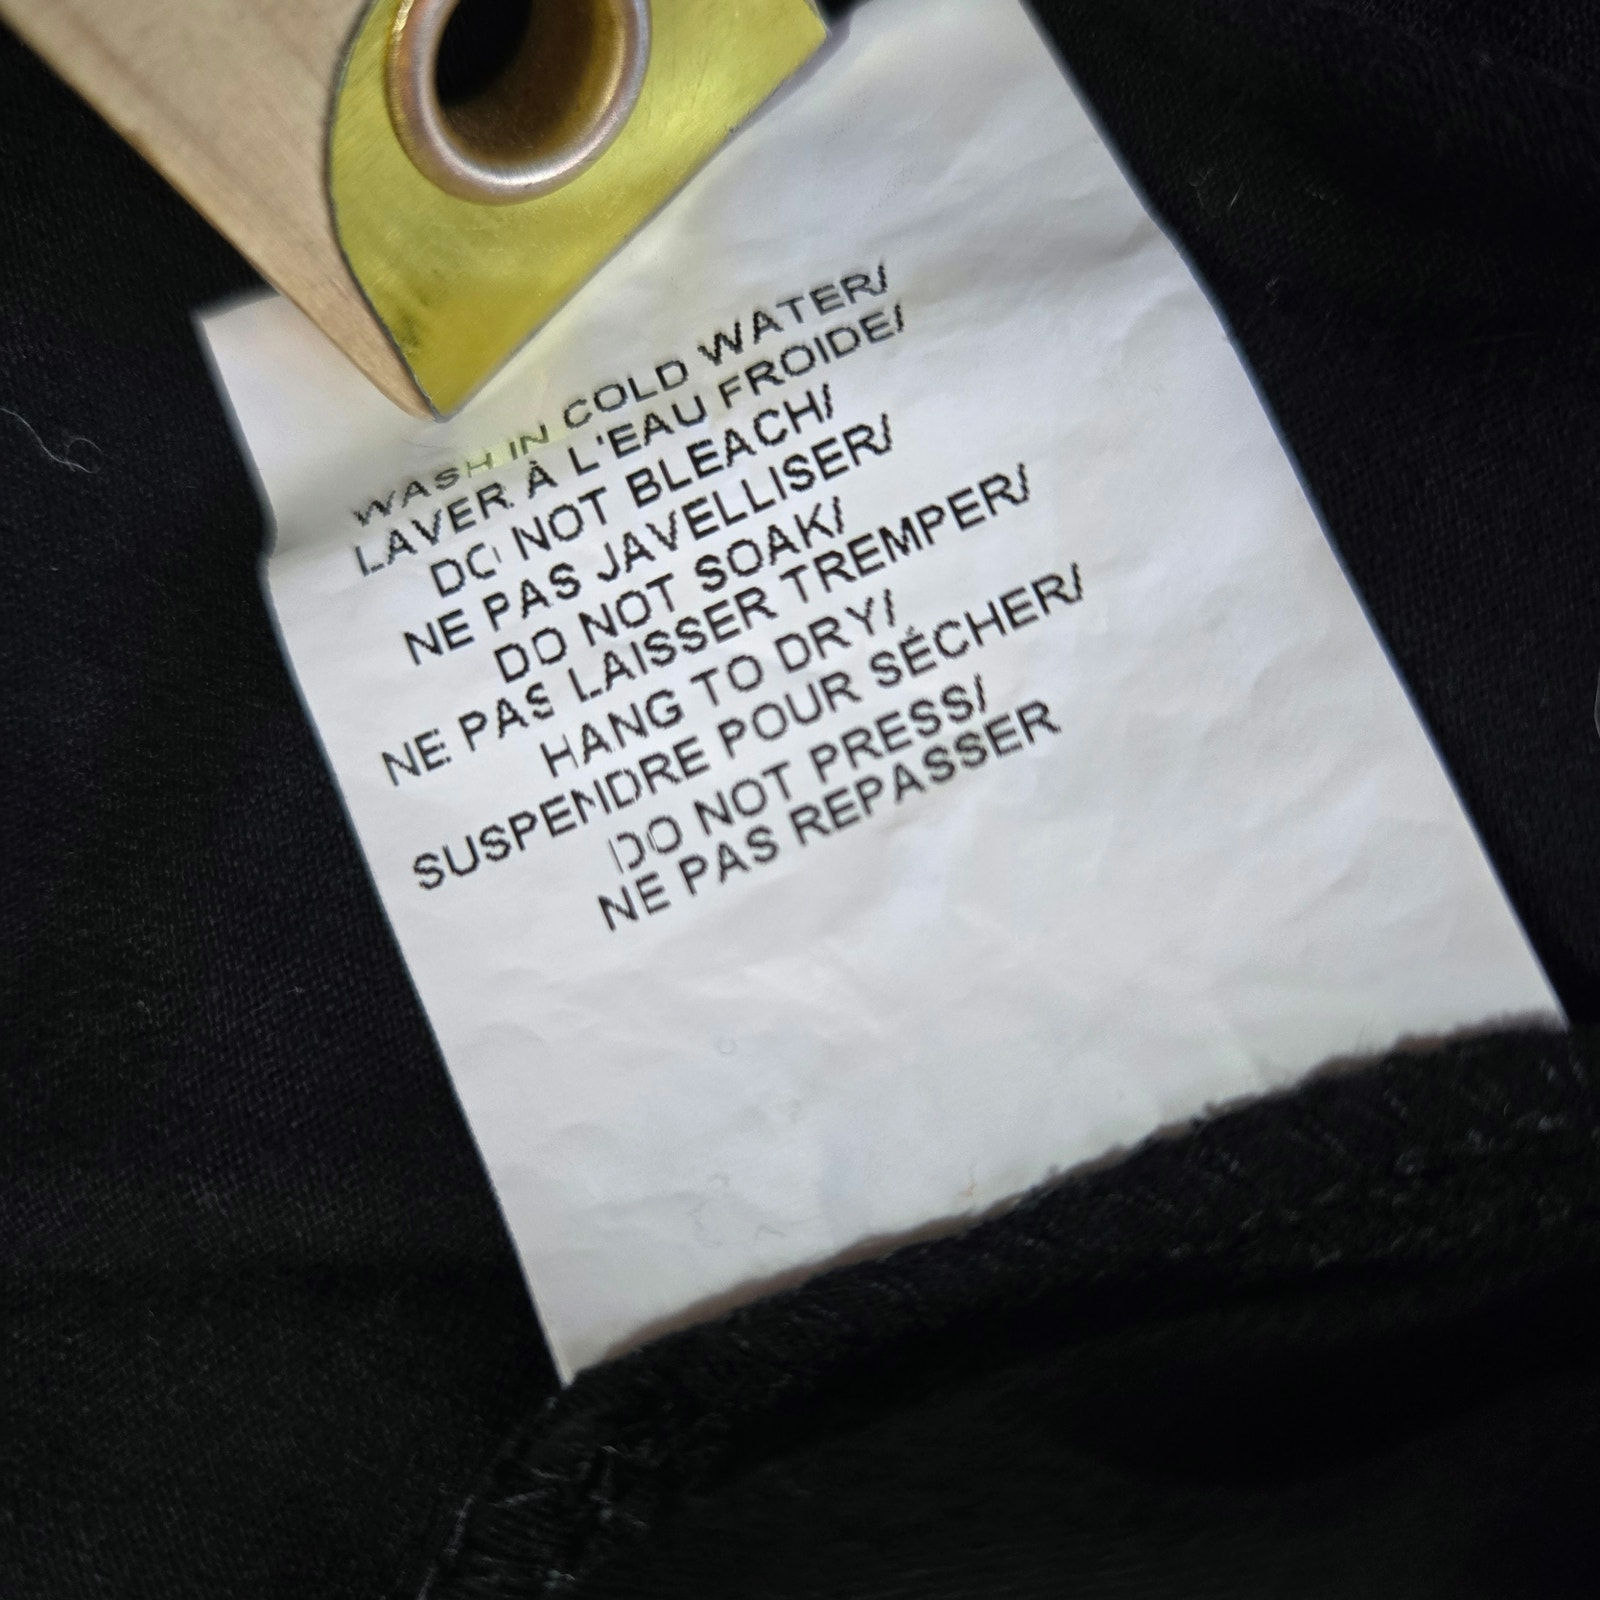 WASH IN COLD WATER/
LAVER À L'EAU FROIDE/
DO NOT BLEACH/
NE PAS JAVELLISER/
DO NOT SOAK/
NE PAS LAISSER TREMPER/
HANG TO DRY/
SUSPENDRE POUR SÉCHER/
DO NOT PRESS/
NE PAS REPASSER